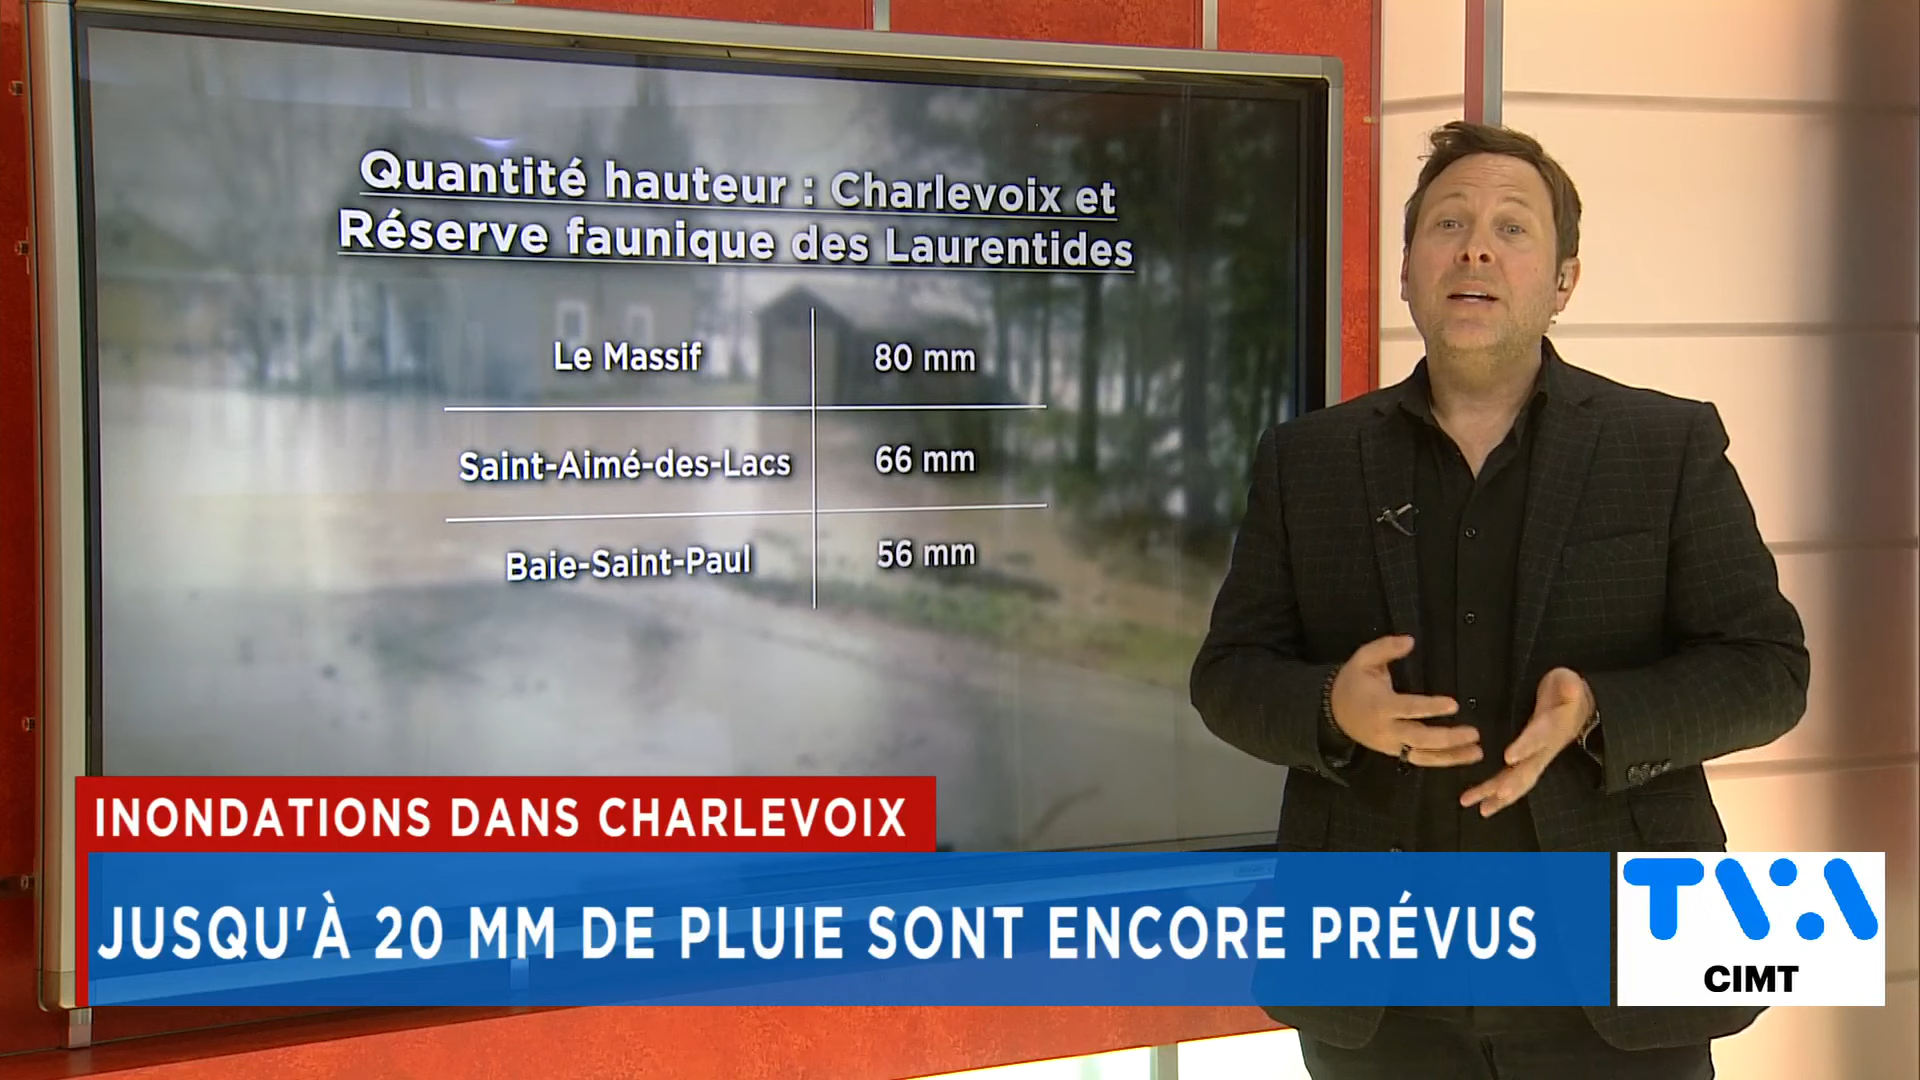 Quantité hauteur : Charlevoix et
Réserve faunique des Laurentides
Le Massif 80 mm
Saint-Aimé-des-Lacs 66 mm
Baie-Saint-Paul 56 mm
INONDATIONS DANS CHARLEVOIX
JUSQU'À 20 MM DE PLUIE SONT ENCORE PRÉVUS
TVA
CIMT